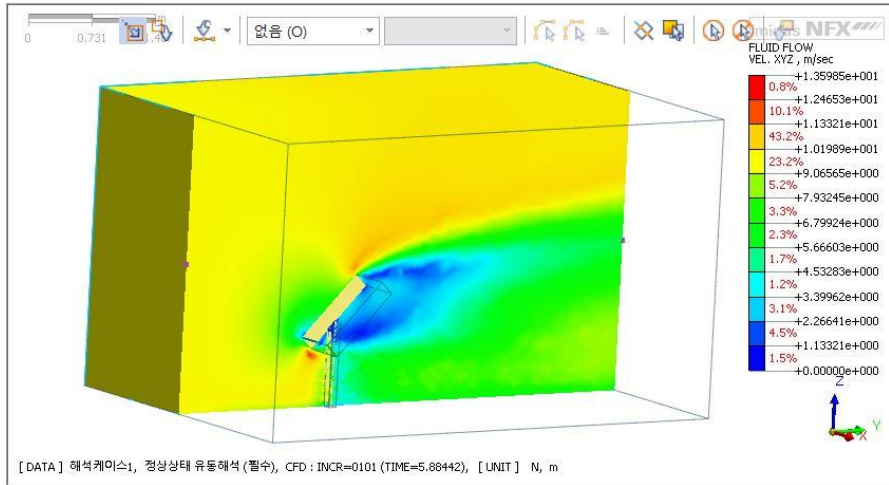 0 0.731 1.46
없음 (O)
midas NFX
FLUID FLOW
VEL. XYZ , m/sec
+1.35985e+001
0.8%
+1.24653e+001
10.1%
+1.13321e+001
43.2%
+1.01989e+001
23.2%
+9.06565e+000
5.2%
+7.93245e+000
3.3%
+6.79924e+000
2.3%
+5.66603e+000
1.7%
+4.53283e+000
1.2%
+3.39962e+000
3.1%
+2.26641e+000
4.5%
+1.13321e+000
1.5%
+0.00000e+000
Z
Y
X
[ DATA ] 해석케이스1, 정상상태 유동해석 (필수), CFD : INCR=0101 (TIME=5.88442), [ UNIT ] N, m